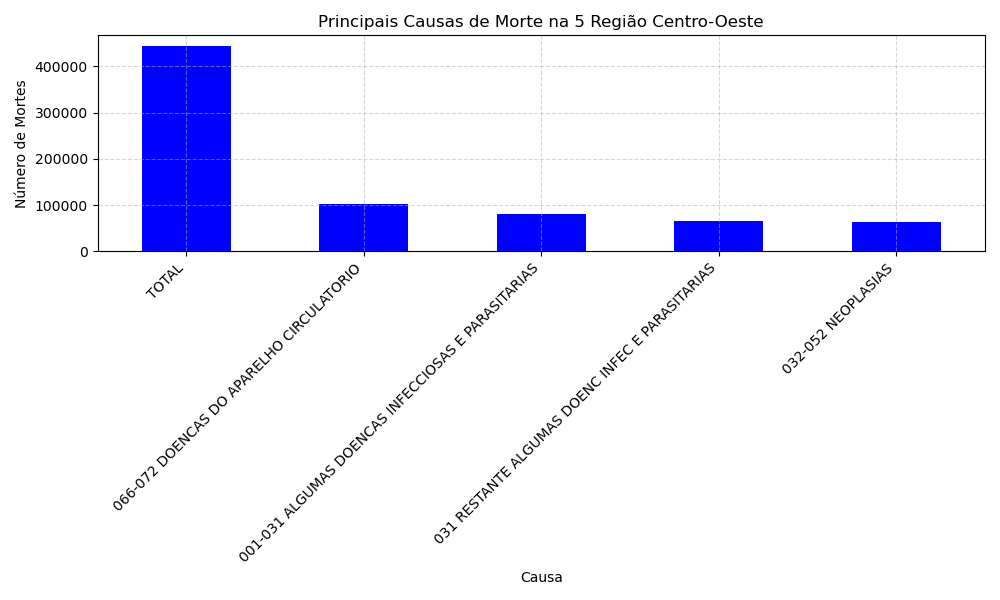 Principais Causas de Morte na 5 Região Centro-Oeste
Número de Mortes
400000
300000
200000
100000
0
TOTAL
066-072 DOENCAS DO APARELHO CIRCULATORIO
001-031 ALGUMAS DOENCAS INFECCIOSAS E PARASITARIAS
031 RESTANTE ALGUMAS DOENC INFEC E PARASITARIAS
032-052 NEOPLASIAS
Causa